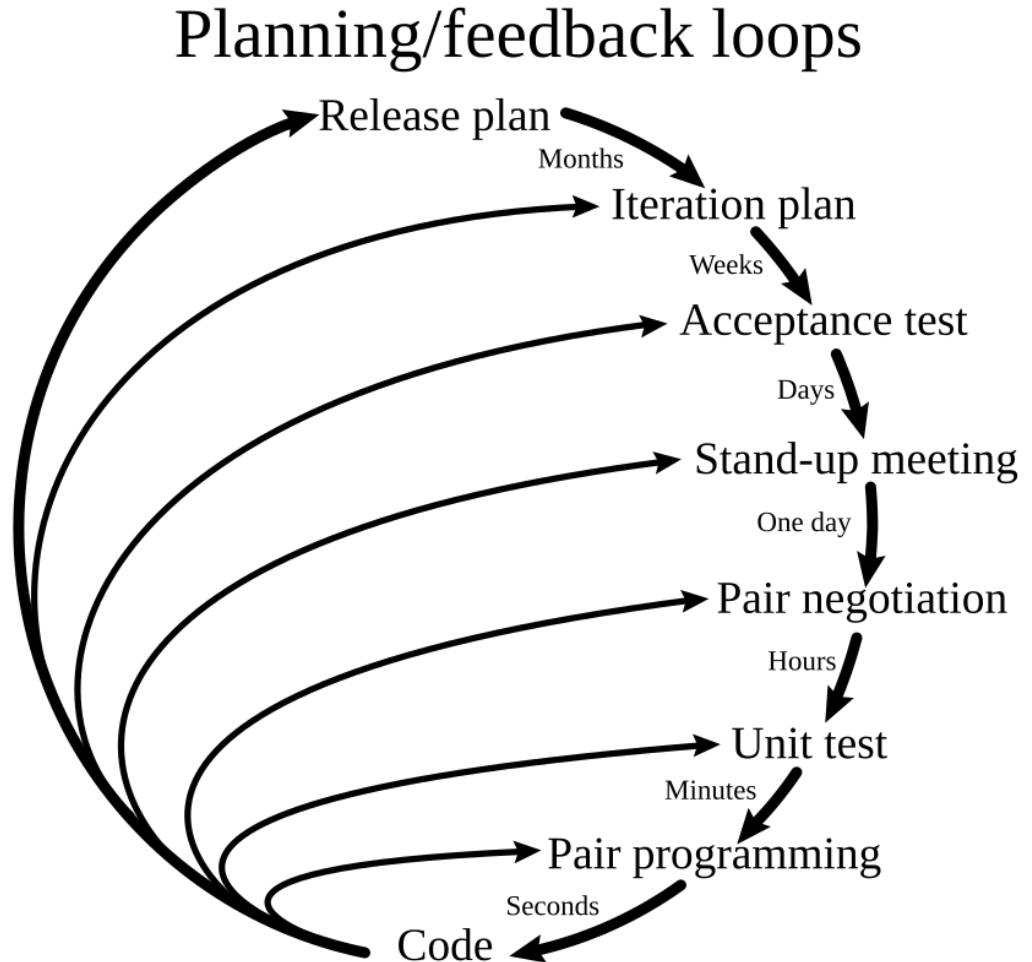 Planning/feedback loops
Release plan
Months
Iteration plan
Weeks
Acceptance test
Days
Stand-up meeting
One day
Pair negotiation
Hours
Unit test
Minutes
Pair programming
Seconds
Code